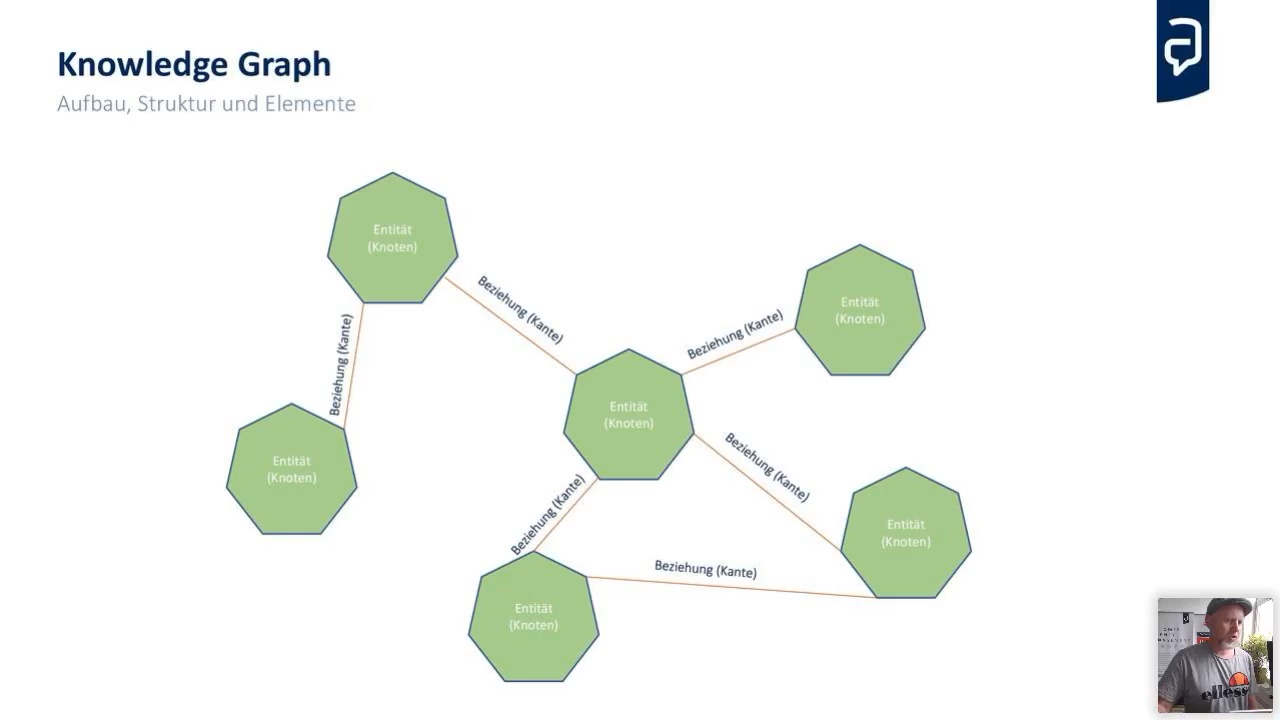 Knowledge Graph
Aufbau, Struktur und Elemente
Entität
(Knoten)
Beziehung (Kante)
Entität
(Knoten)
Beziehung (Kante)
Beziehung (Kante)
Entität
(Knoten)
Beziehung (Kante)
Entität
(Knoten)
Beziehung (Kante)
Entität
(Knoten)
Beziehung (Kante)
Entität
(Knoten)
ellesse